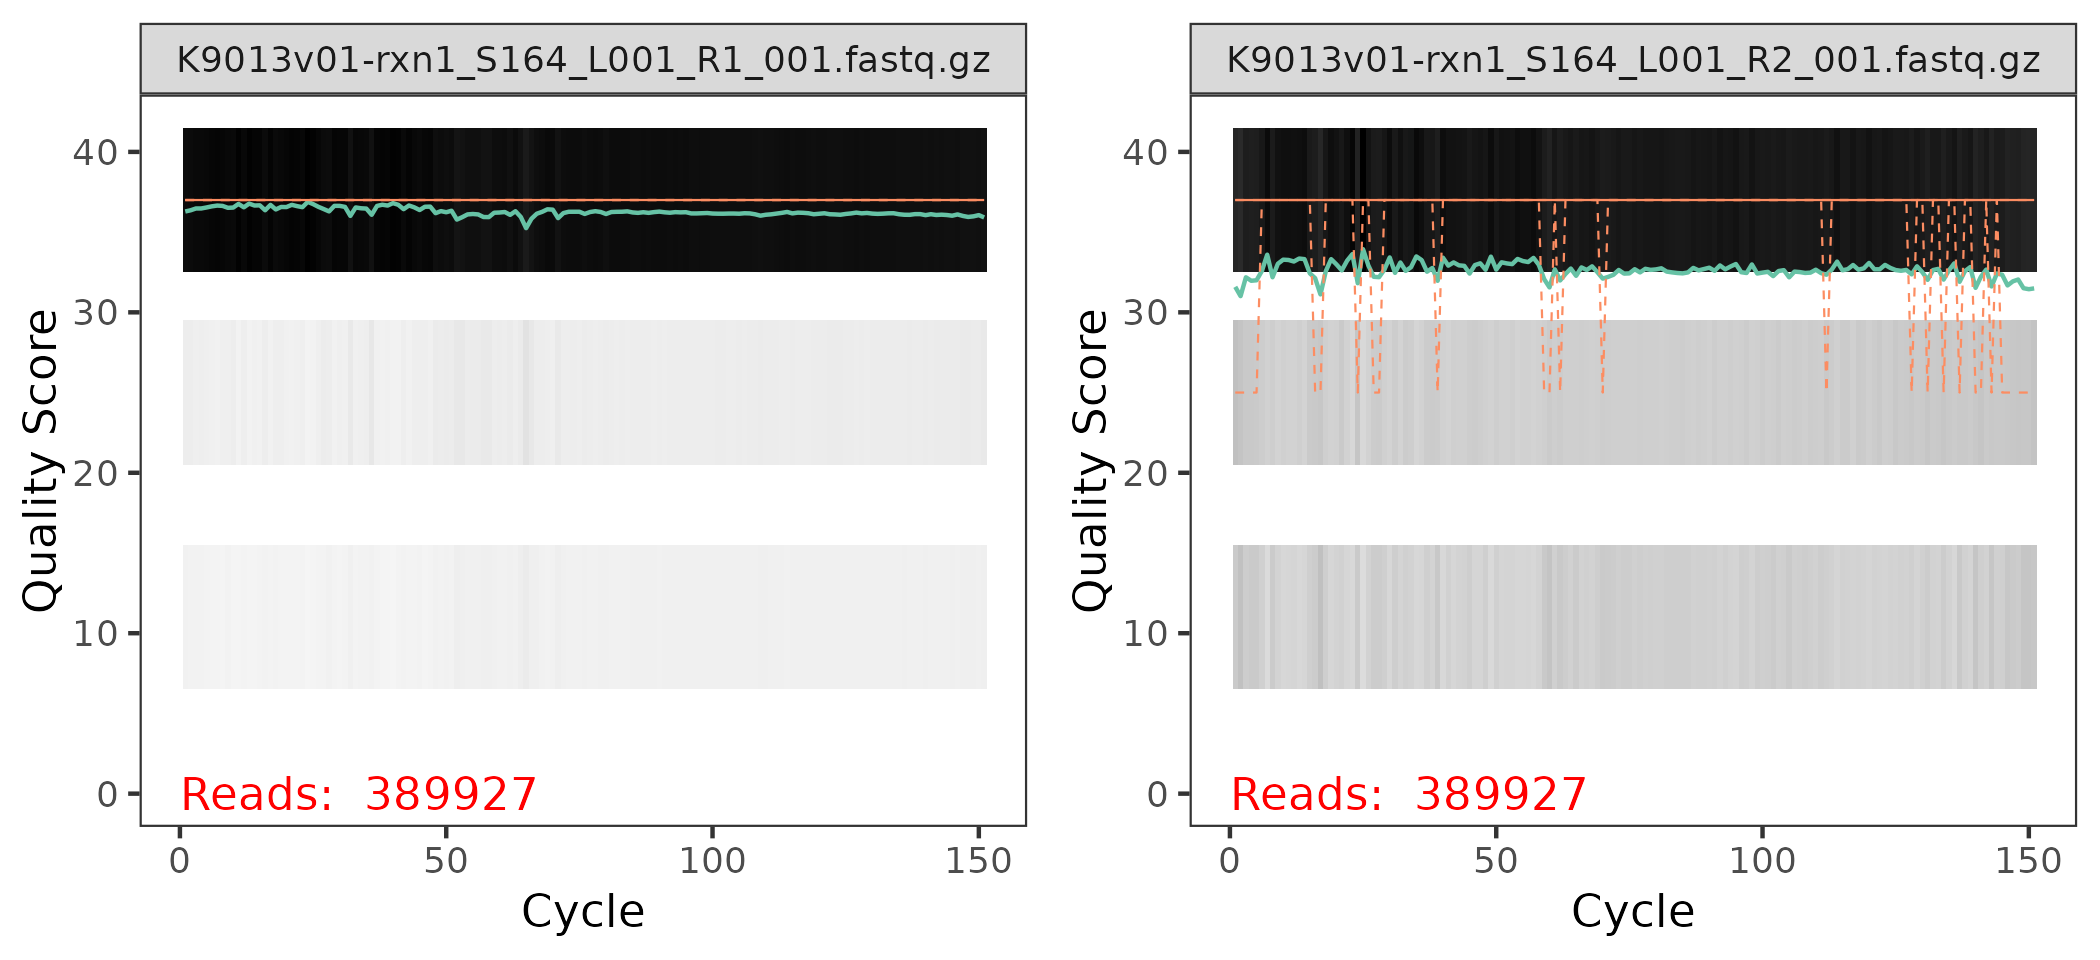 K9013v01-rxn1_S164_L001_R1_001.fastq.gz
Quality Score
40
30
20
10
0
Reads: 389927
0 50 100 150
Cycle
K9013v01-rxn1_S164_L001_R2_001.fastq.gz
Quality Score
40
30
20
10
0
Reads: 389927
0 50 100 150
Cycle